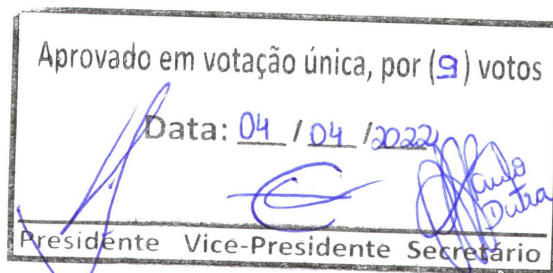 Aprovado em votação única, por (9) votos
Data: 04 / 04 / 2022
Paulo
Dutra
Presidente Vice-Presidente Secretário